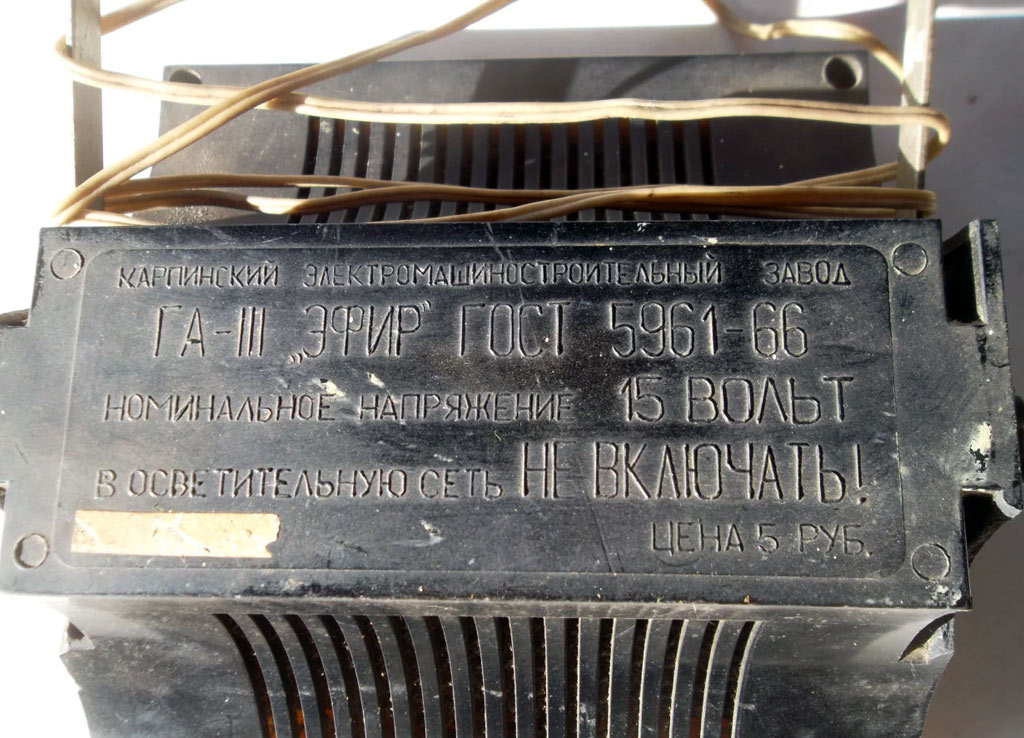 КАРПИНСКИЙ ЭЛЕКТРОМАШИНОСТРОИТЕЛЬНЫЙ ЗАВОД
ГА-III „ЭФИР” ГОСТ 5961-66
НОМИНАЛЬНОЕ НАПРЯЖЕНИЕ 15 ВОЛЬТ
В ОСВЕТИТЕЛЬНУЮ СЕТЬ НЕ ВКЛЮЧАТЬ!
ЦЕНА 5 РУБ.